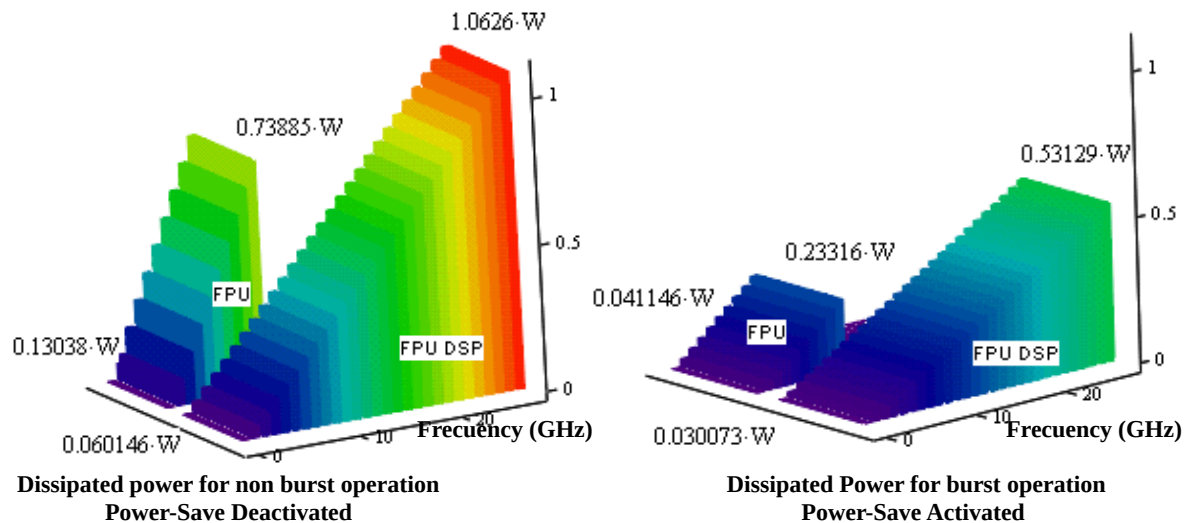 1.0626·W
0.73885·W
1
0.5
0
FPU
FPU DSP
0.13038·W
0.060146·W
0
10
20
Frecuency (GHz)
Dissipated power for non burst operation
Power-Save Deactivated
1
0.53129·W
0.5
0.23316·W
0.041146·W
FPU
FPU DSP
0
0.030073·W
0
10
20
Frecuency (GHz)
Dissipated Power for burst operation
Power-Save Activated